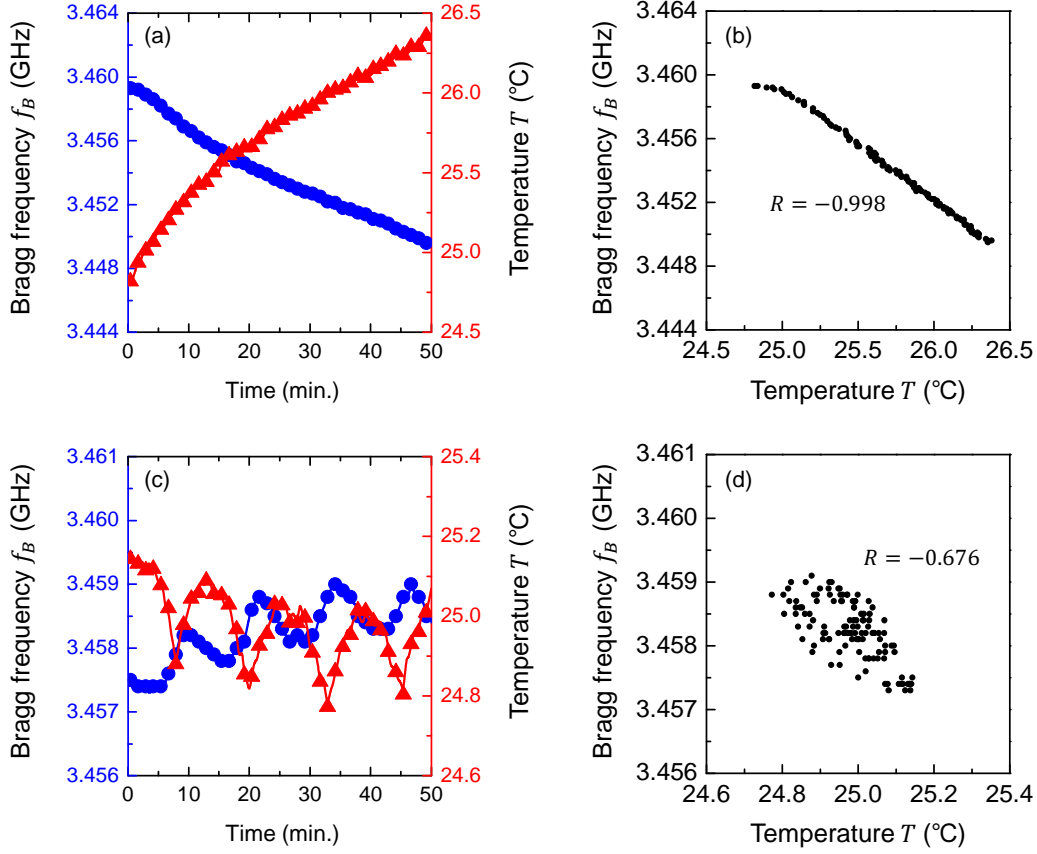 (a)
Bragg frequency f_B (GHz)
3.464
3.460
3.456
3.452
3.448
3.444
26.5
26.0
25.5
25.0
24.5
Temperature T (°C)
0 10 20 30 40 50
Time (min.)
(b)
Bragg frequency f_B (GHz)
3.464
3.460
3.456
3.452
3.448
3.444
R = −0.998
24.5 25.0 25.5 26.0 26.5
Temperature T (°C)
(c)
Bragg frequency f_B (GHz)
3.461
3.460
3.459
3.458
3.457
3.456
25.4
25.2
25.0
24.8
24.6
Temperature T (°C)
0 10 20 30 40 50
Time (min.)
(d)
Bragg frequency f_B (GHz)
3.461
3.460
3.459
3.458
3.457
3.456
R = −0.676
24.6 24.8 25.0 25.2 25.4
Temperature T (°C)